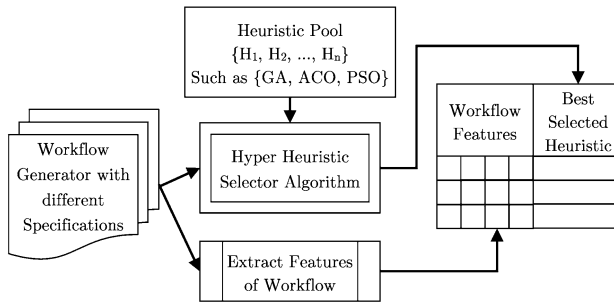 Heuristic Pool
{H1, H2, ..., Hn}
Such as {GA, ACO, PSO}
Workflow
Generator with
different
Specifications
Hyper Heuristic
Selector Algorithm
Extract Features
of Workflow
Workflow
Features
Best
Selected
Heuristic